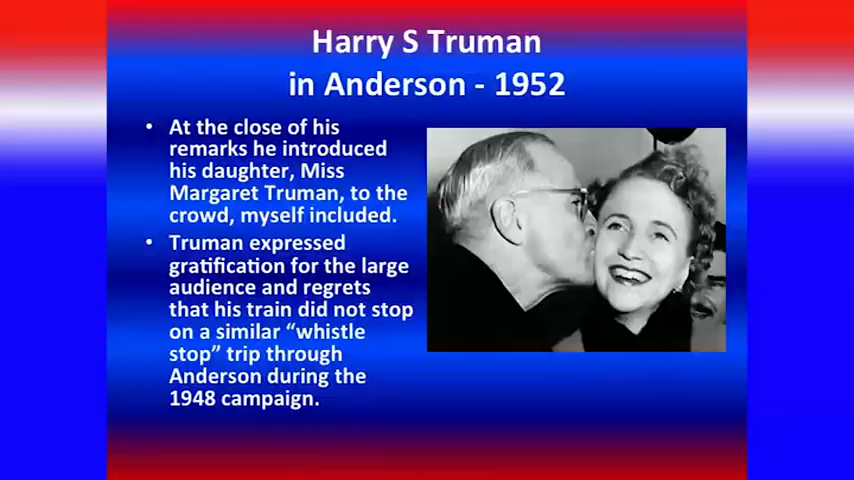 Harry S Truman
in Anderson - 1952
• At the close of his
remarks he introduced
his daughter, Miss
Margaret Truman, to the
crowd, myself included.
• Truman expressed
gratification for the large
audience and regrets
that his train did not stop
on a similar “whistle
stop” trip through
Anderson during the
1948 campaign.